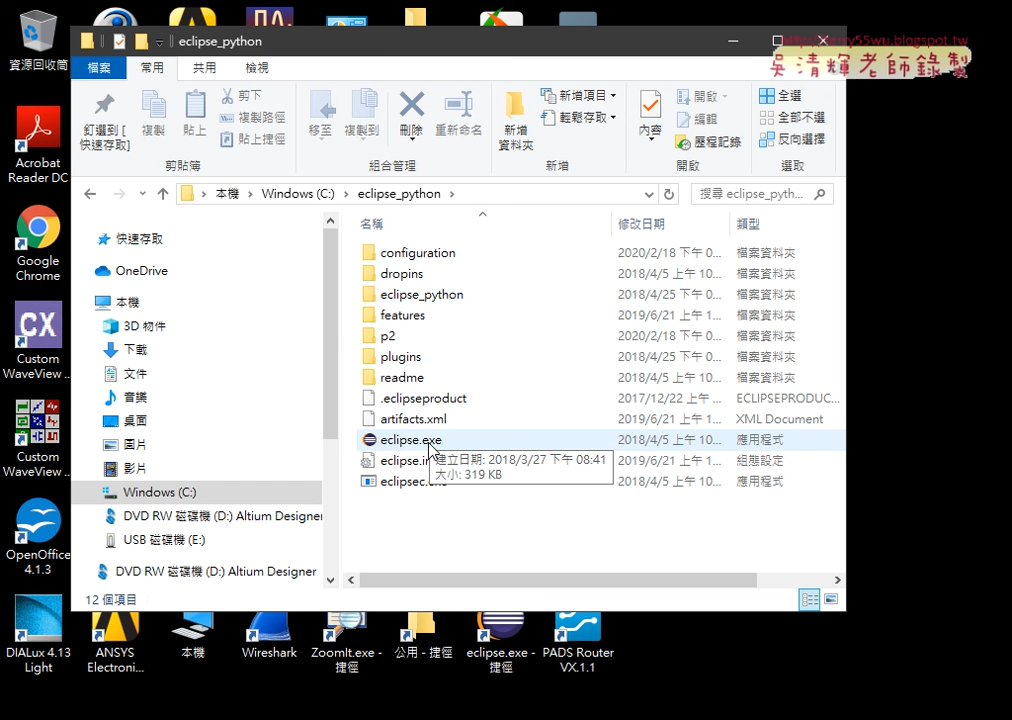 資源回收筒
Acrobat
Reader DC
Google
Chrome
Custom
WaveView ..
Custom
WaveView ..
OpenOffice
4.1.3
DIALux 4.13
Light
ANSYS
Electroni...
本機
Wireshark
ZoomIt.exe -
捷徑
公用 - 捷徑
eclipse.exe -
捷徑
PADS Router
VX.1.1
eclipse_python
吳清輝老師錄製
檔案
常用
共用
檢視
釘選到 [
快速存取]
複製
貼上
剪下
複製路徑
貼上捷徑
剪貼簿
移至
複製到
刪除
重新命名
組合管理
新增
資料夾
新增項目
輕鬆存取
新增
內容
開啟
編輯
歷程記錄
開啟
全選
全部不選
反向選擇
選取
本機 > Windows (C:) > eclipse_python >
搜尋 eclipse_pyth...
快速存取
OneDrive
本機
3D 物件
下載
文件
音樂
桌面
圖片
影片
Windows (C:)
DVD RW 磁碟機 (D:) Altium Designer
USB 磁碟機 (E:)
DVD RW 磁碟機 (D:) Altium Designer
名稱 修改日期 類型
configuration 2020/2/18 下午 0... 檔案資料夾
dropins 2018/4/5 上午 10... 檔案資料夾
eclipse_python 2018/4/25 下午 0... 檔案資料夾
features 2019/6/21 上午 1... 檔案資料夾
p2 2020/2/18 下午 0... 檔案資料夾
plugins 2018/4/25 下午 0... 檔案資料夾
readme 2018/4/5 上午 10... 檔案資料夾
.eclipseproduct 2017/12/22 上午 ... ECLIPSEPRODUC...
artifacts.xml 2019/6/21 上午 1... XML Document
eclipse.exe 2018/4/5 上午 10... 應用程式
eclipse.in 2019/6/21 上午 1... 組態設定
eclipsec.exe 2018/4/5 上午 10... 應用程式
建立日期: 2018/3/27 下午 08:41
大小: 319 KB
12 個項目
CX